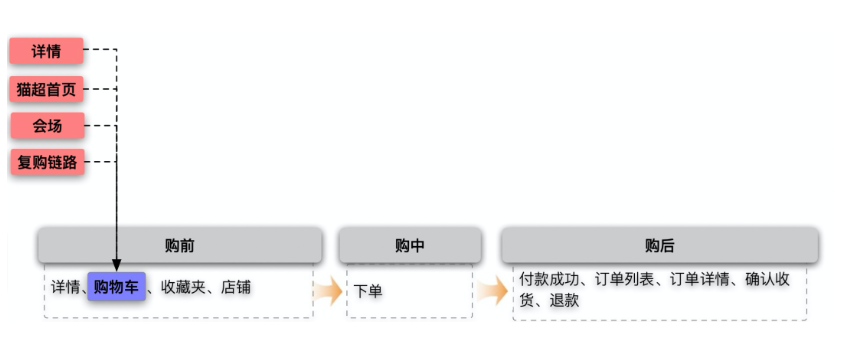 详情
猫超首页
会场
复购链路
购前
购中
购后
详情、购物车、收藏夹、店铺
下单
付款成功、订单列表、订单详情、确认收
货、退款